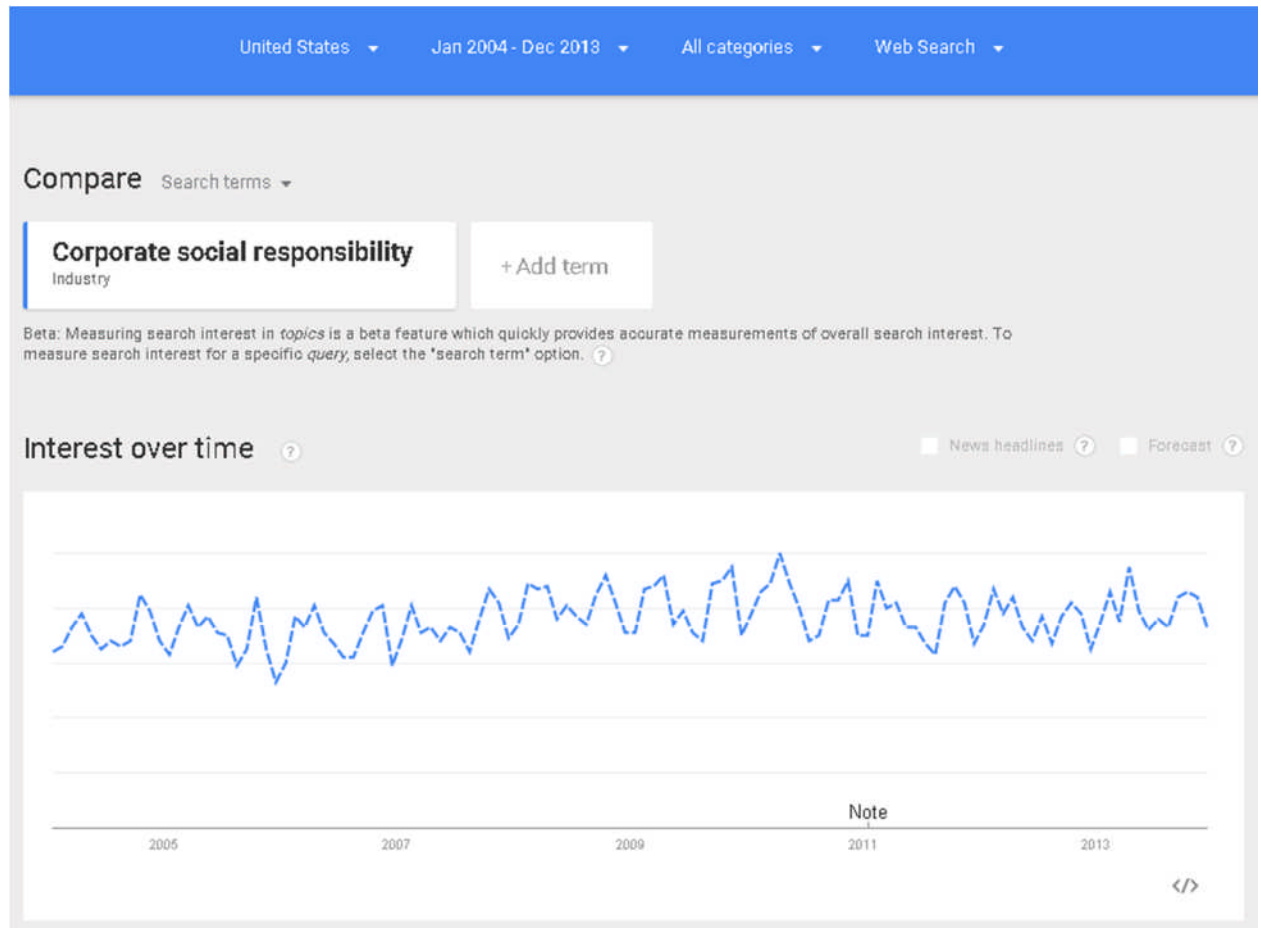 United States Jan 2004 - Dec 2013 All categories Web Search
Compare Search terms
Corporate social responsibility
Industry
+ Add term
Beta: Measuring search interest in topics is a beta feature which quickly provides accurate measurements of overall search interest. To
measure search interest for a specific query, select the "search term" option. ?
Interest over time ?
News headlines ? Forecast ?
Note
2005 2007 2009 2011 2013
</>